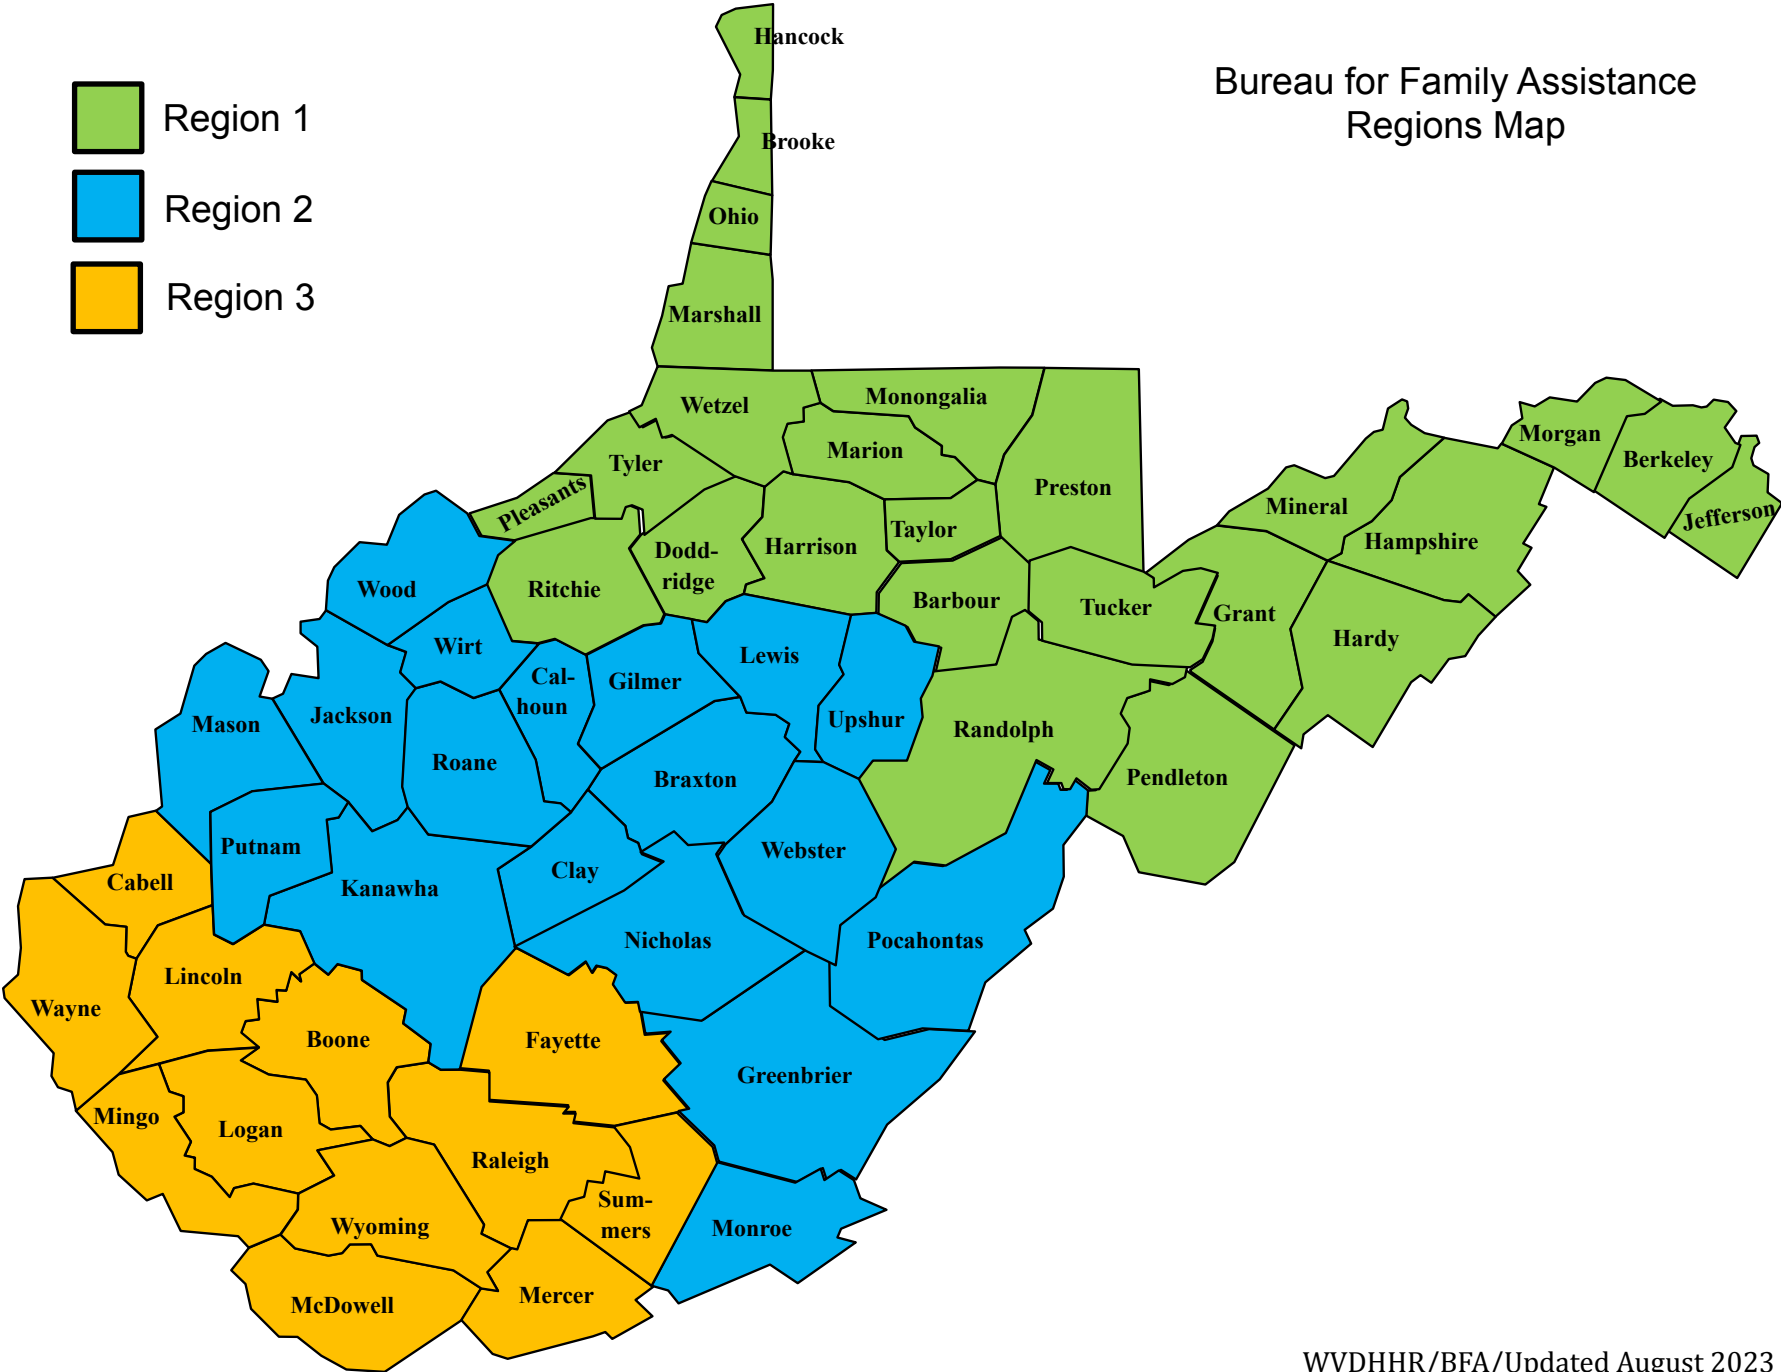 Bureau for Family Assistance
Regions Map
Region 1
Region 2
Region 3
Hancock
Brooke
Ohio
Marshall
Wetzel
Monongalia
Marion
Tyler
Pleasants
Preston
Taylor
Harrison
Dodd-
ridge
Ritchie
Barbour
Tucker
Grant
Mineral
Hampshire
Hardy
Morgan
Berkeley
Jefferson
Randolph
Pendleton
Wood
Wirt
Cal-
houn
Gilmer
Lewis
Upshur
Mason
Jackson
Roane
Braxton
Putnam
Kanawha
Clay
Webster
Nicholas
Pocahontas
Greenbrier
Monroe
Cabell
Wayne
Lincoln
Boone
Fayette
Mingo
Logan
Raleigh
Sum-
mers
Wyoming
McDowell
Mercer
WVDHHR/BFA/Updated August 2023